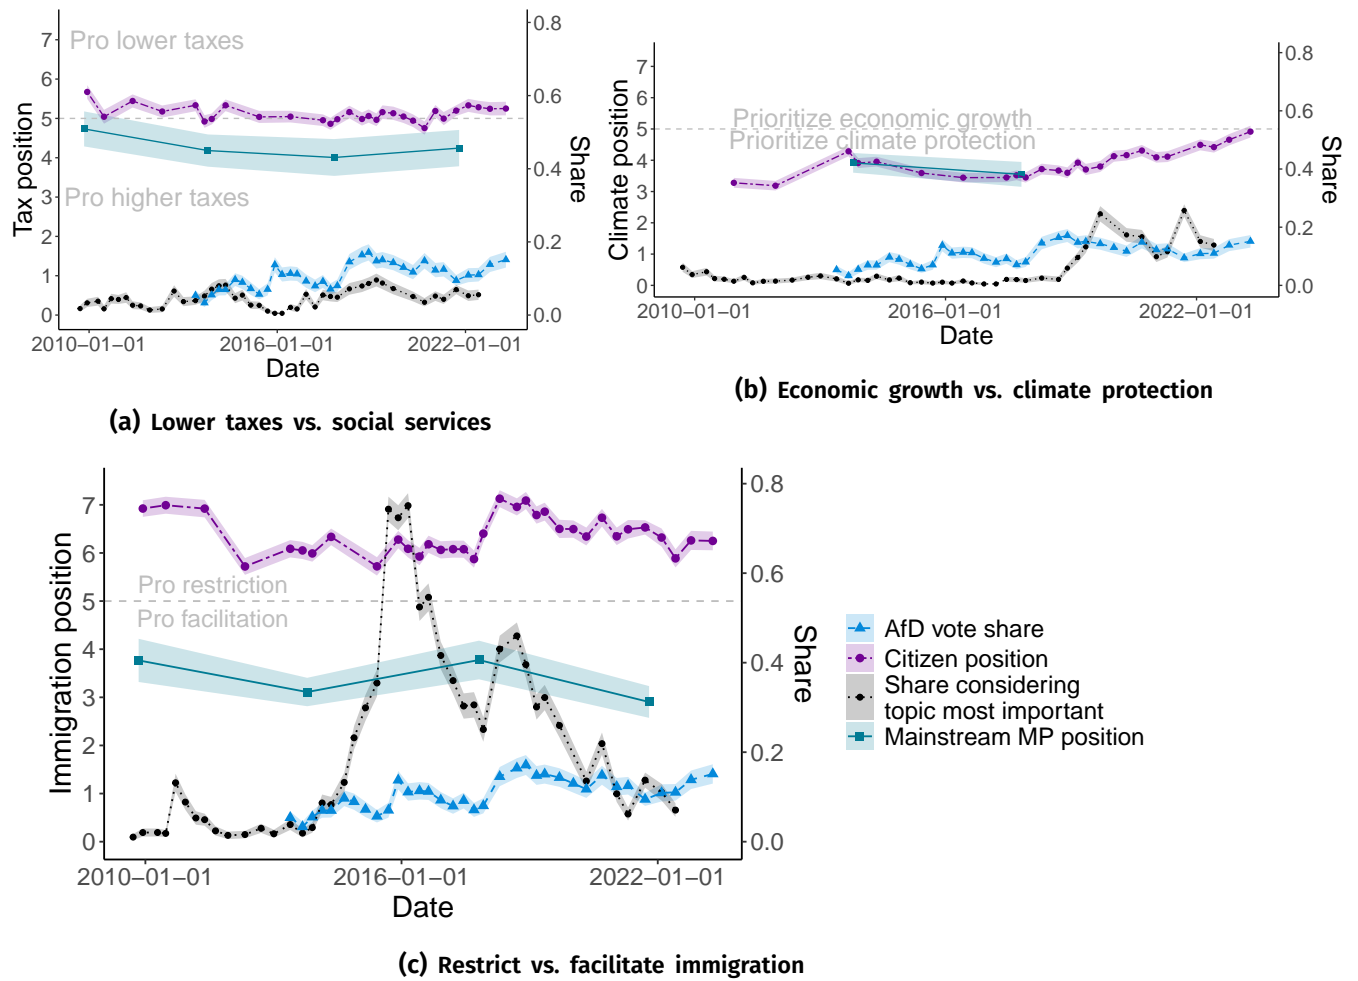 Pro lower taxes
Pro higher taxes
Tax position
7
6
5
4
3
2
1
0
0.8
0.6
0.4
0.2
0.0
Share
2010−01−01
2016−01−01
2022−01−01
Date
(a) Lower taxes vs. social services
Prioritize economic growth
Prioritize climate protection
Climate position
7
6
5
4
3
2
1
0
0.8
0.6
0.4
0.2
0.0
Share
2010−01−01
2016−01−01
2022−01−01
Date
(b) Economic growth vs. climate protection
Pro restriction
Pro facilitation
Immigration position
7
6
5
4
3
2
1
0
0.8
0.6
0.4
0.2
0.0
Share
2010−01−01
2016−01−01
2022−01−01
Date
AfD vote share
Citizen position
Share considering
topic most important
Mainstream MP position
(c) Restrict vs. facilitate immigration